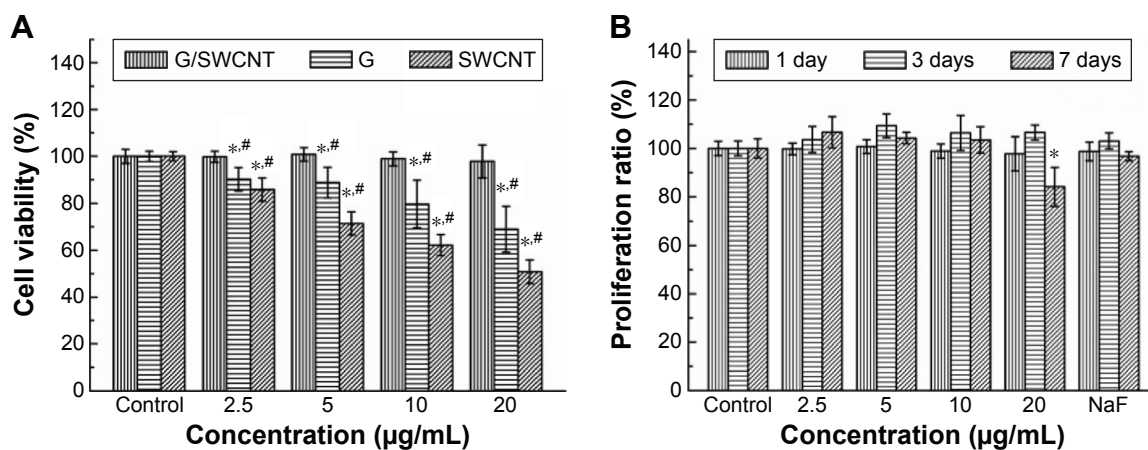 A
G/SWCNT G SWCNT
Cell viability (%)
140
120
100
80
60
40
20
0
*,# *,#
*,# *,#
*,# *,#
*,# *,#
Control 2.5 5 10 20
Concentration (µg/mL)
B
1 day 3 days 7 days
Proliferation ratio (%)
140
120
100
80
60
40
20
0
*
Control 2.5 5 10 20 NaF
Concentration (µg/mL)